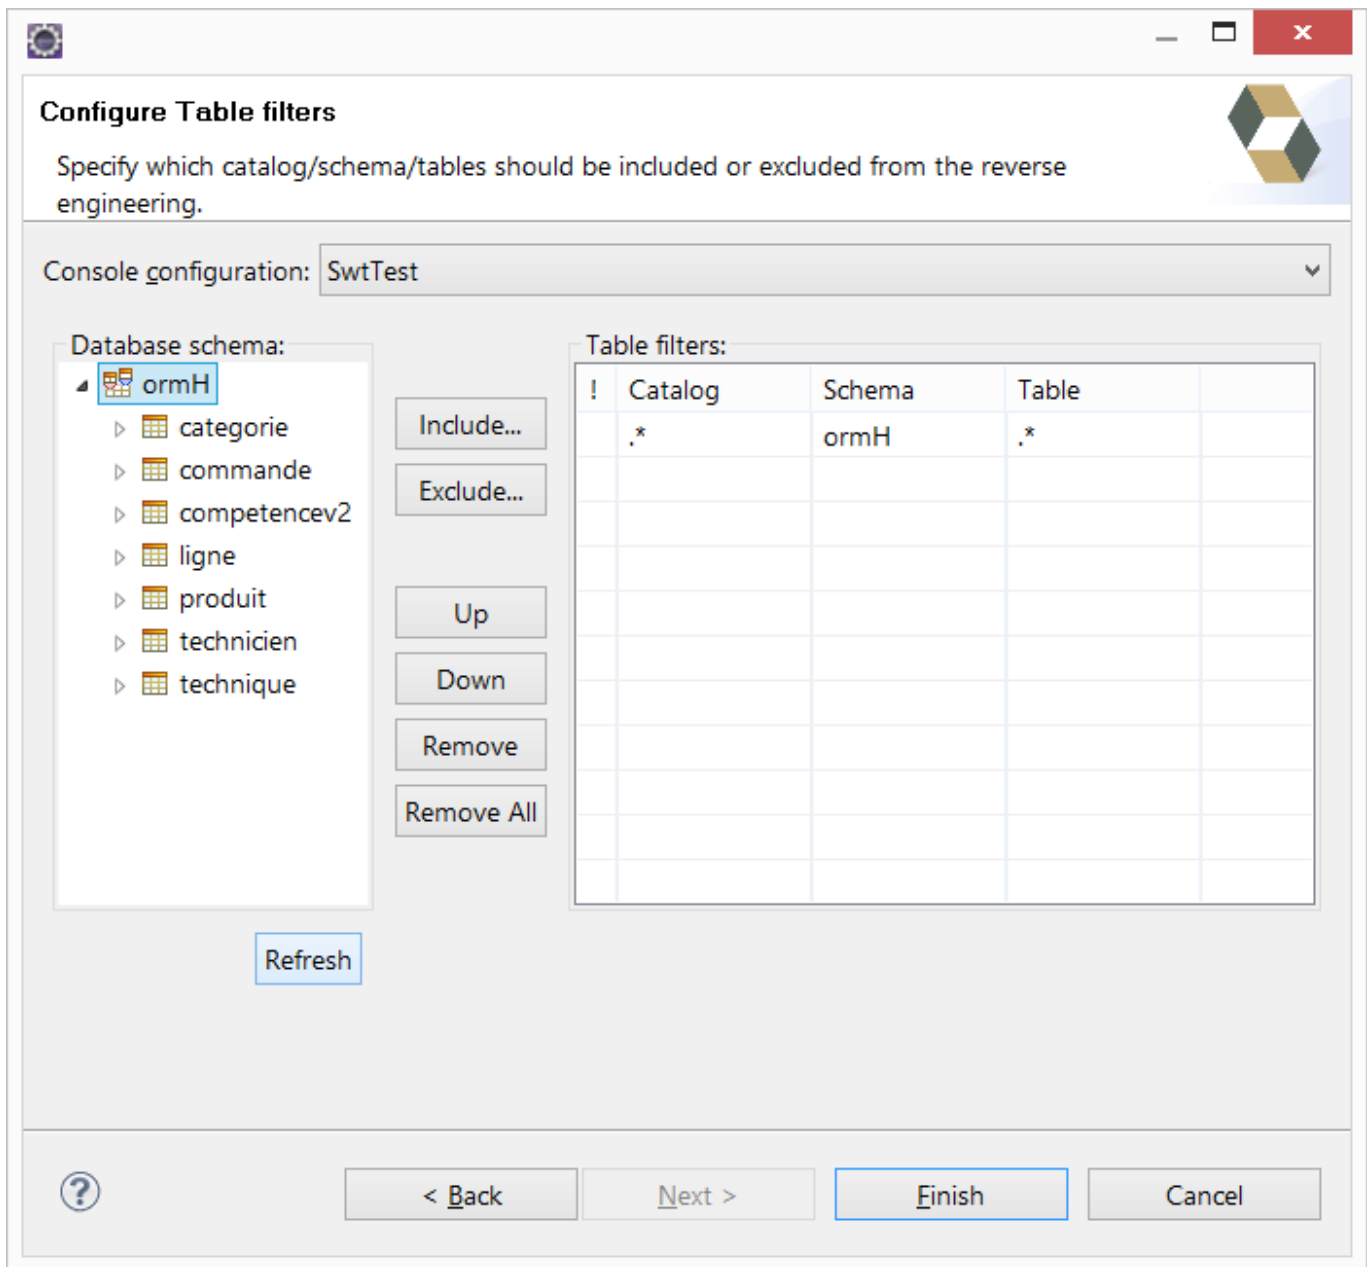 Configure Table filters
Specify which catalog/schema/tables should be included or excluded from the reverse
engineering.
Console configuration: SwtTest
Database schema:
ormH
categorie
commande
competencev2
ligne
produit
technicien
technique
Refresh
Include...
Exclude...
Up
Down
Remove
Remove All
Table filters:
! Catalog Schema Table
.* ormH .*
?
< Back Next > Finish Cancel